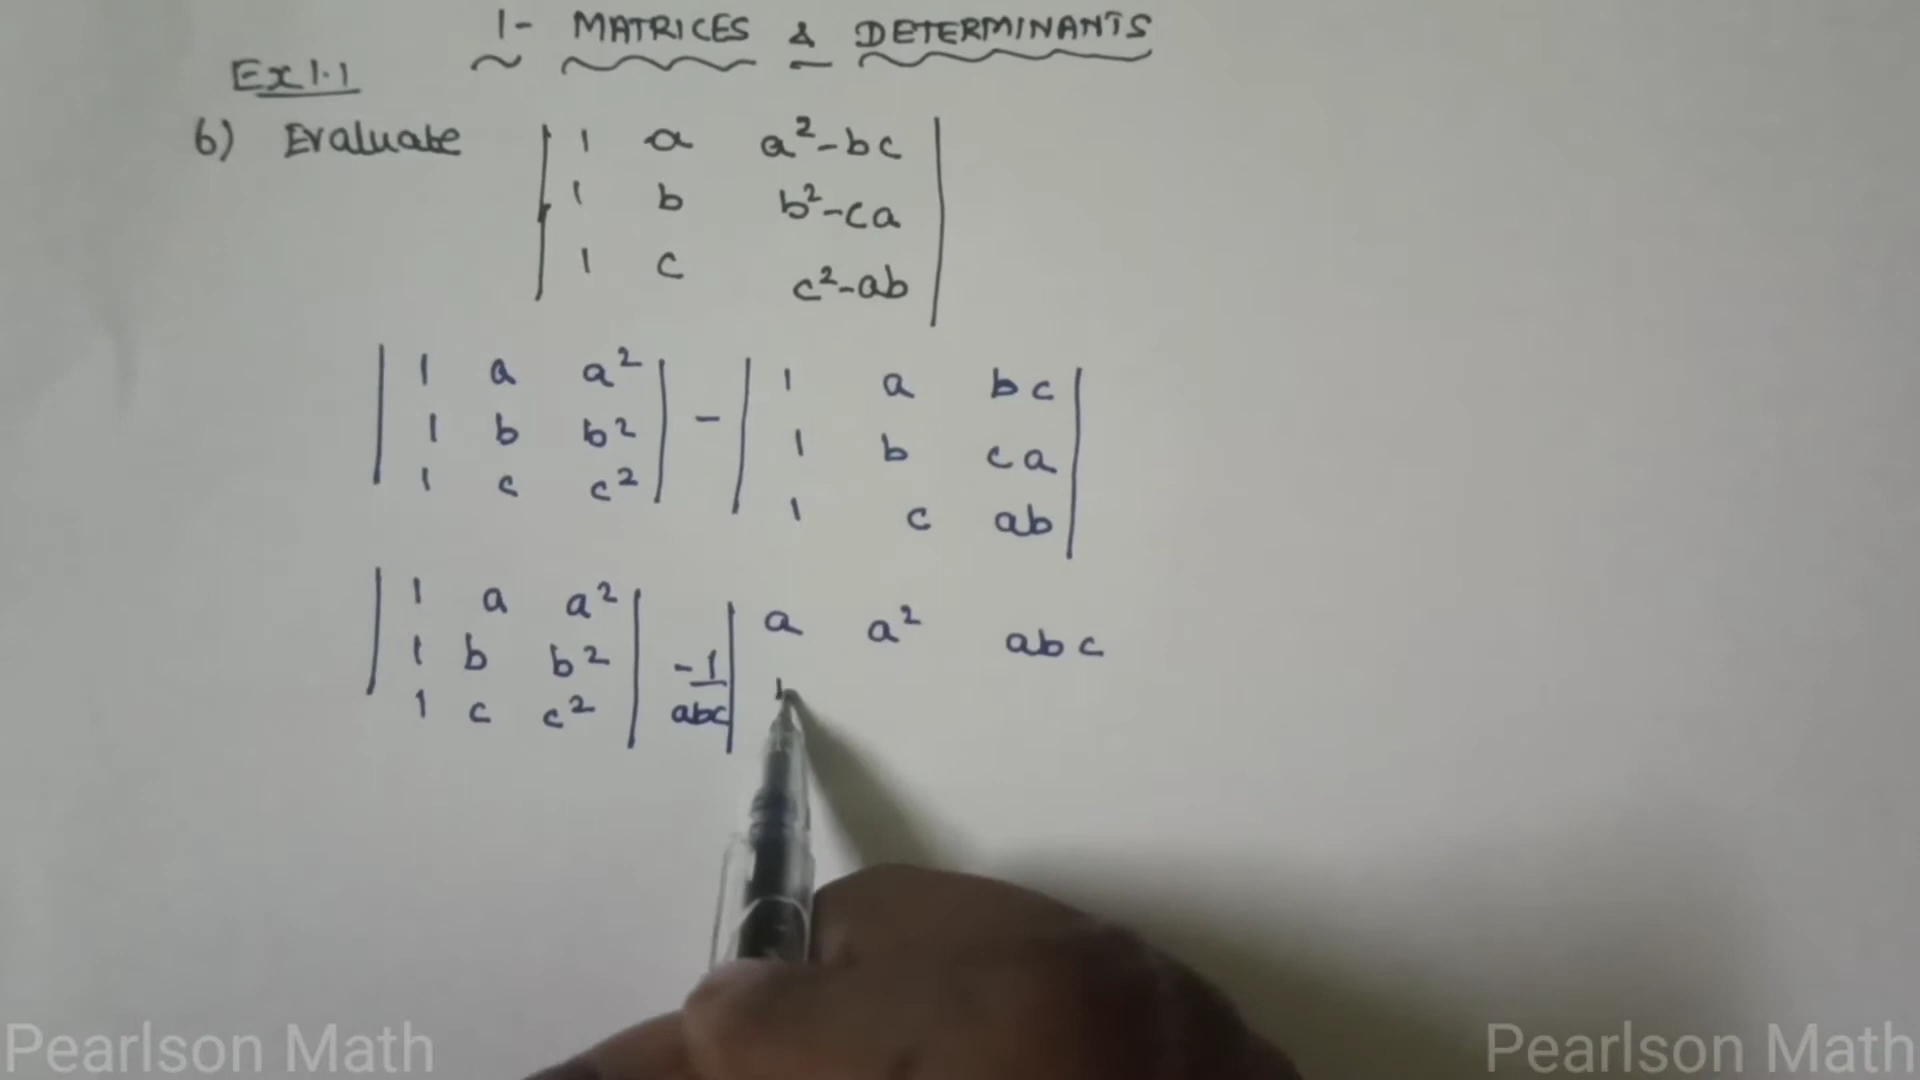 1- MATRICES & DETERMINANTS
Ex 1.1
6) Evaluate | 1 a a²-bc |
| 1 b b²-ca |
| 1 c c²-ab |
| 1 a a² | - | 1 a bc |
| 1 b b² | | 1 b ca |
| 1 c c² | | 1 c ab |
| 1 a a² | | a a² abc
| 1 b b² | -1 |
| 1 c c² | abc |
Pearlson Math Pearlson Math